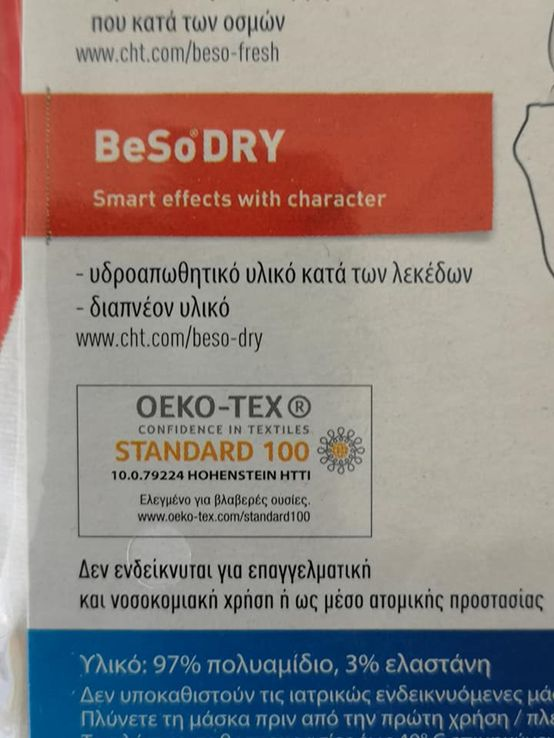 που κατά των οσμών
www.cht.com/beso-fresh
BeSo®DRY
Smart effects with character
- υδροαπωθητικό υλικό κατά των λεκέδων
- διαπνέον υλικό
www.cht.com/beso-dry
OEKO-TEX®
CONFIDENCE IN TEXTILES
STANDARD 100
10.0.79224 HOHENSTEIN HTTI
Ελεγμένο για βλαβερές ουσίες.
www.oeko-tex.com/standard100
Δεν ενδείκνυται για επαγγελματική
και νοσοκομιακή χρήση ή ως μέσο ατομικής προστασίας
Υλικό: 97% πολυαμίδιο, 3% ελαστάνη
Δεν υποκαθιστούν τις ιατρικώς ενδεικνυόμενες
Πλύνετε τη μάσκα πριν από την πρώτη χρήση /